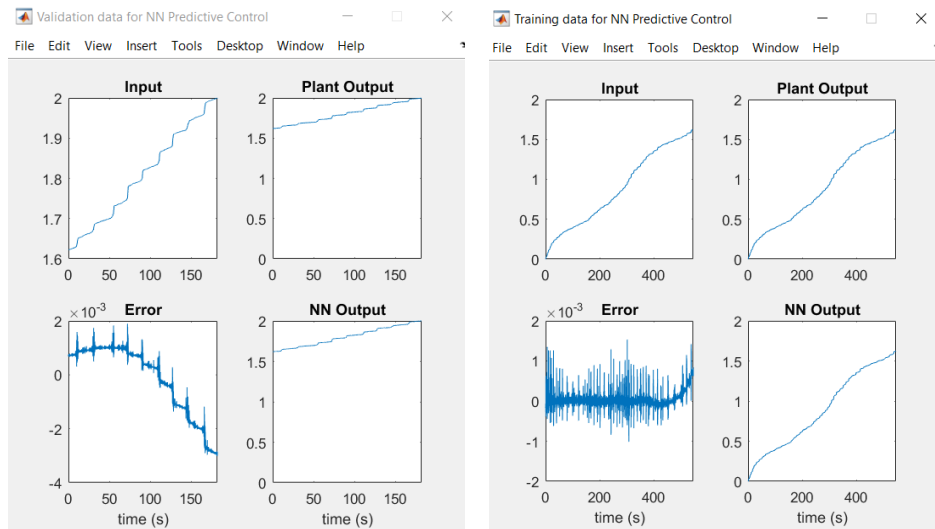 Validation data for NN Predictive Control
File Edit View Insert Tools Desktop Window Help
Input
2
1.9
1.8
1.7
1.6
0 50 100 150
Plant Output
2
1.5
1
0.5
0
0 50 100 150
Error
×10-3
2
0
-2
-4
0 50 100 150
time (s)
NN Output
2
1.5
1
0.5
0
0 50 100 150
time (s)
Training data for NN Predictive Control
File Edit View Insert Tools Desktop Window Help
Input
2
1.5
1
0.5
0
0 200 400
Plant Output
2
1.5
1
0.5
0
0 200 400
Error
×10-3
2
1
0
-1
-2
0 200 400
time (s)
NN Output
2
1.5
1
0.5
0
0 200 400
time (s)